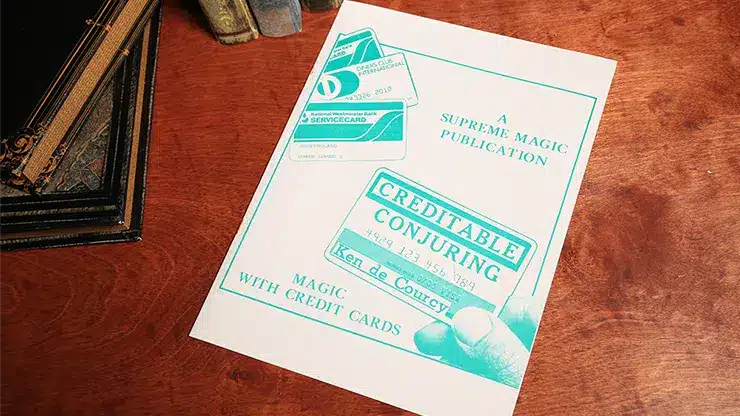 DINERS CLUB
INTERNATIONAL
National Westminster Bank
SERVICECARD
A
SUPREME MAGIC
PUBLICATION
CREDITABLE
CONJURING
4929 123 456 789
Ken de Courcy
MAGIC
WITH CREDIT CARDS